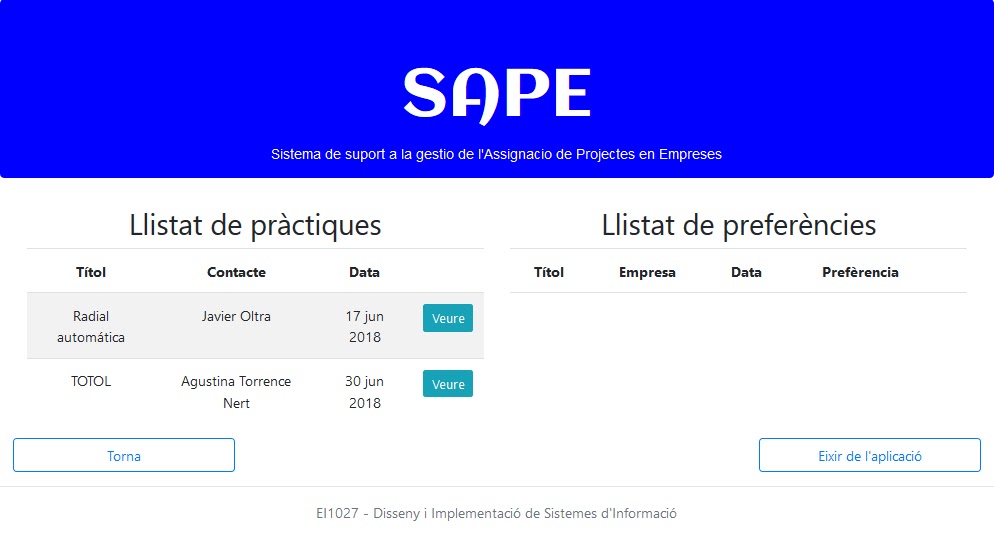 SAPE
Sistema de suport a la gestio de l'Assignacio de Projectes en Empreses
Llistat de pràctiques
Títol Contacte Data
Radial Javier Oltra 17 jun Veure
automática 2018
TOTOL Agustina Torrence 30 jun Veure
Nert 2018
Llistat de preferències
Títol Empresa Data Prefèrencia
Torna
Eixir de l'aplicació
EI1027 - Disseny i Implementació de Sistemes d'Informació